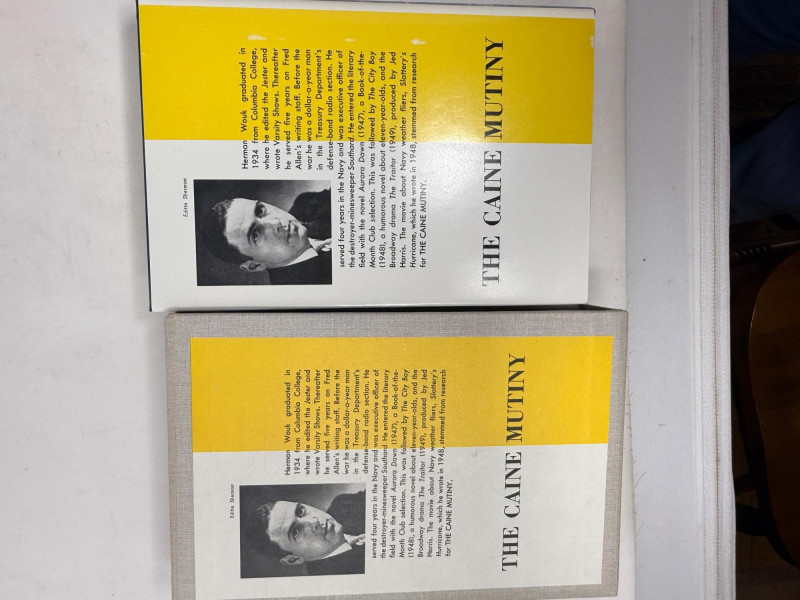 Editta Sherman
Herman Wouk graduated in
1934 from Columbia College,
where he edited the Jester and
wrote Varsity Shows. Thereafter
he served five years on Fred
Allen's writing staff. Before the
war he was a dollar-a-year man
in the Treasury Department's
defense-bond radio section. He
served four years in the Navy and was executive officer of
the destroyer-minesweeper Southard. He entered the literary
field with the novel Aurora Dawn (1947), a Book-of-the-
Month Club selection. This was followed by The City Boy
(1948), a humorous novel about eleven-year-olds, and the
Broadway drama The Traitor (1949), produced by Jed
Harris. The movie about Navy weather fliers, Slattery's
Hurricane, which he wrote in 1948, stemmed from research
for THE CAINE MUTINY.
THE CAINE MUTINY
Editta Sherman
Herman Wouk graduated in
1934 from Columbia College,
where he edited the Jester and
wrote Varsity Shows. Thereafter
he served five years on Fred
Allen's writing staff. Before the
war he was a dollar-a-year man
in the Treasury Department's
defense-bond radio section. He
served four years in the Navy and was executive officer of
the destroyer-minesweeper Southard. He entered the literary
field with the novel Aurora Dawn (1947), a Book-of-the-
Month Club selection. This was followed by The City Boy
(1948), a humorous novel about eleven-year-olds, and the
Broadway drama The Traitor (1949), produced by Jed
Harris. The movie about Navy weather fliers, Slattery's
Hurricane, which he wrote in 1948, stemmed from research
for THE CAINE MUTINY.
THE CAINE MUTINY